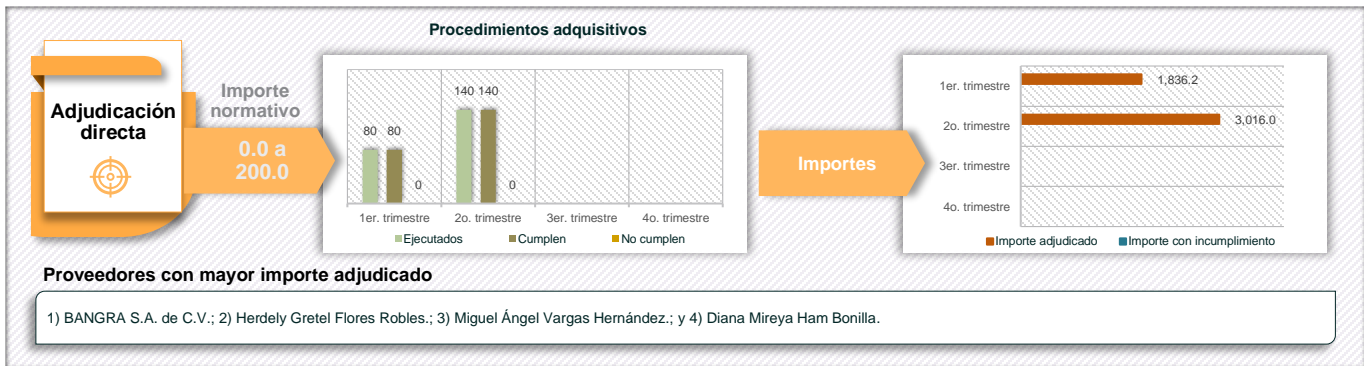 Procedimientos adquisitivos
Adjudicación
directa
Importe
normativo
0.0 a
200.0
80 80
0
140 140
0
1er. trimestre 2o. trimestre 3er. trimestre 4o. trimestre
Ejecutados Cumplen No cumplen
Importes
1er. trimestre 1,836.2
2o. trimestre 3,016.0
3er. trimestre
4o. trimestre
Importe adjudicado Importe con incumplimiento
Proveedores con mayor importe adjudicado
1) BANGRA S.A. de C.V.; 2) Herdely Gretel Flores Robles.; 3) Miguel Ángel Vargas Hernández.; y 4) Diana Mireya Ham Bonilla.